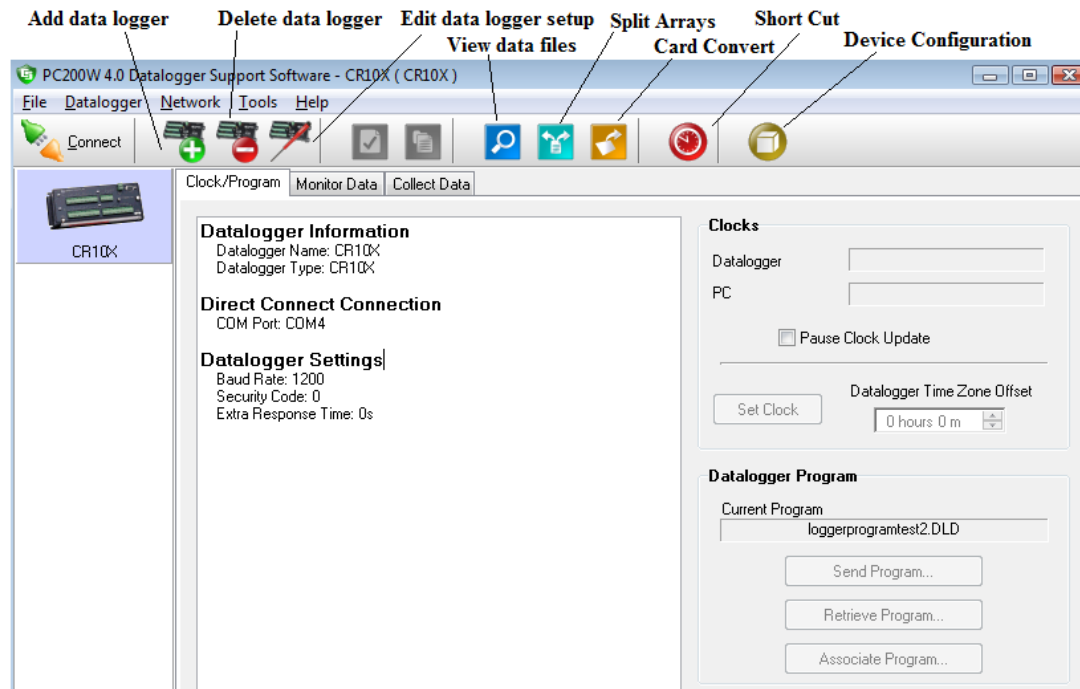 Add data logger Delete data logger Edit data logger setup Split Arrays Short Cut
View data files Card Convert Device Configuration
PC200W 4.0 Datalogger Support Software - CR10X ( CR10X )
File Datalogger Network Tools Help
Connect
CR10X
Clock/Program Monitor Data Collect Data
Datalogger Information
Datalogger Name: CR10X
Datalogger Type: CR10X
Direct Connect Connection
COM Port: COM4
Datalogger Settings
Baud Rate: 1200
Security Code: 0
Extra Response Time: 0s
Clocks
Datalogger
PC
Pause Clock Update
Datalogger Time Zone Offset
Set Clock
0 hours 0 m
Datalogger Program
Current Program
loggerprogramtest2.DLD
Send Program...
Retrieve Program...
Associate Program...